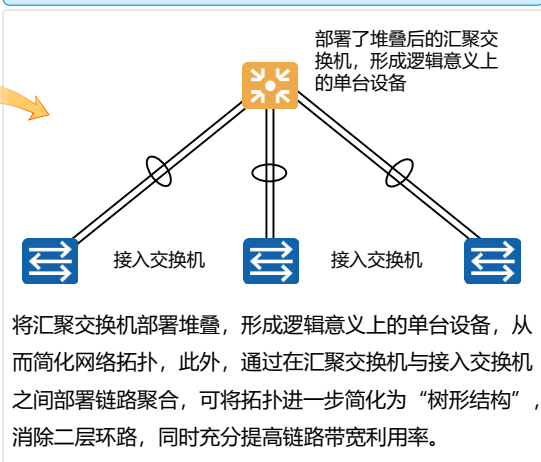 部署了堆叠后的汇聚交
换机，形成逻辑意义上
的单台设备
接入交换机
接入交换机
将汇聚交换机部署堆叠，形成逻辑意义上的单台设备，从
而简化网络拓扑，此外，通过在汇聚交换机与接入交换机
之间部署链路聚合，可将拓扑进一步简化为“树形结构”，
消除二层环路，同时充分提高链路带宽利用率。